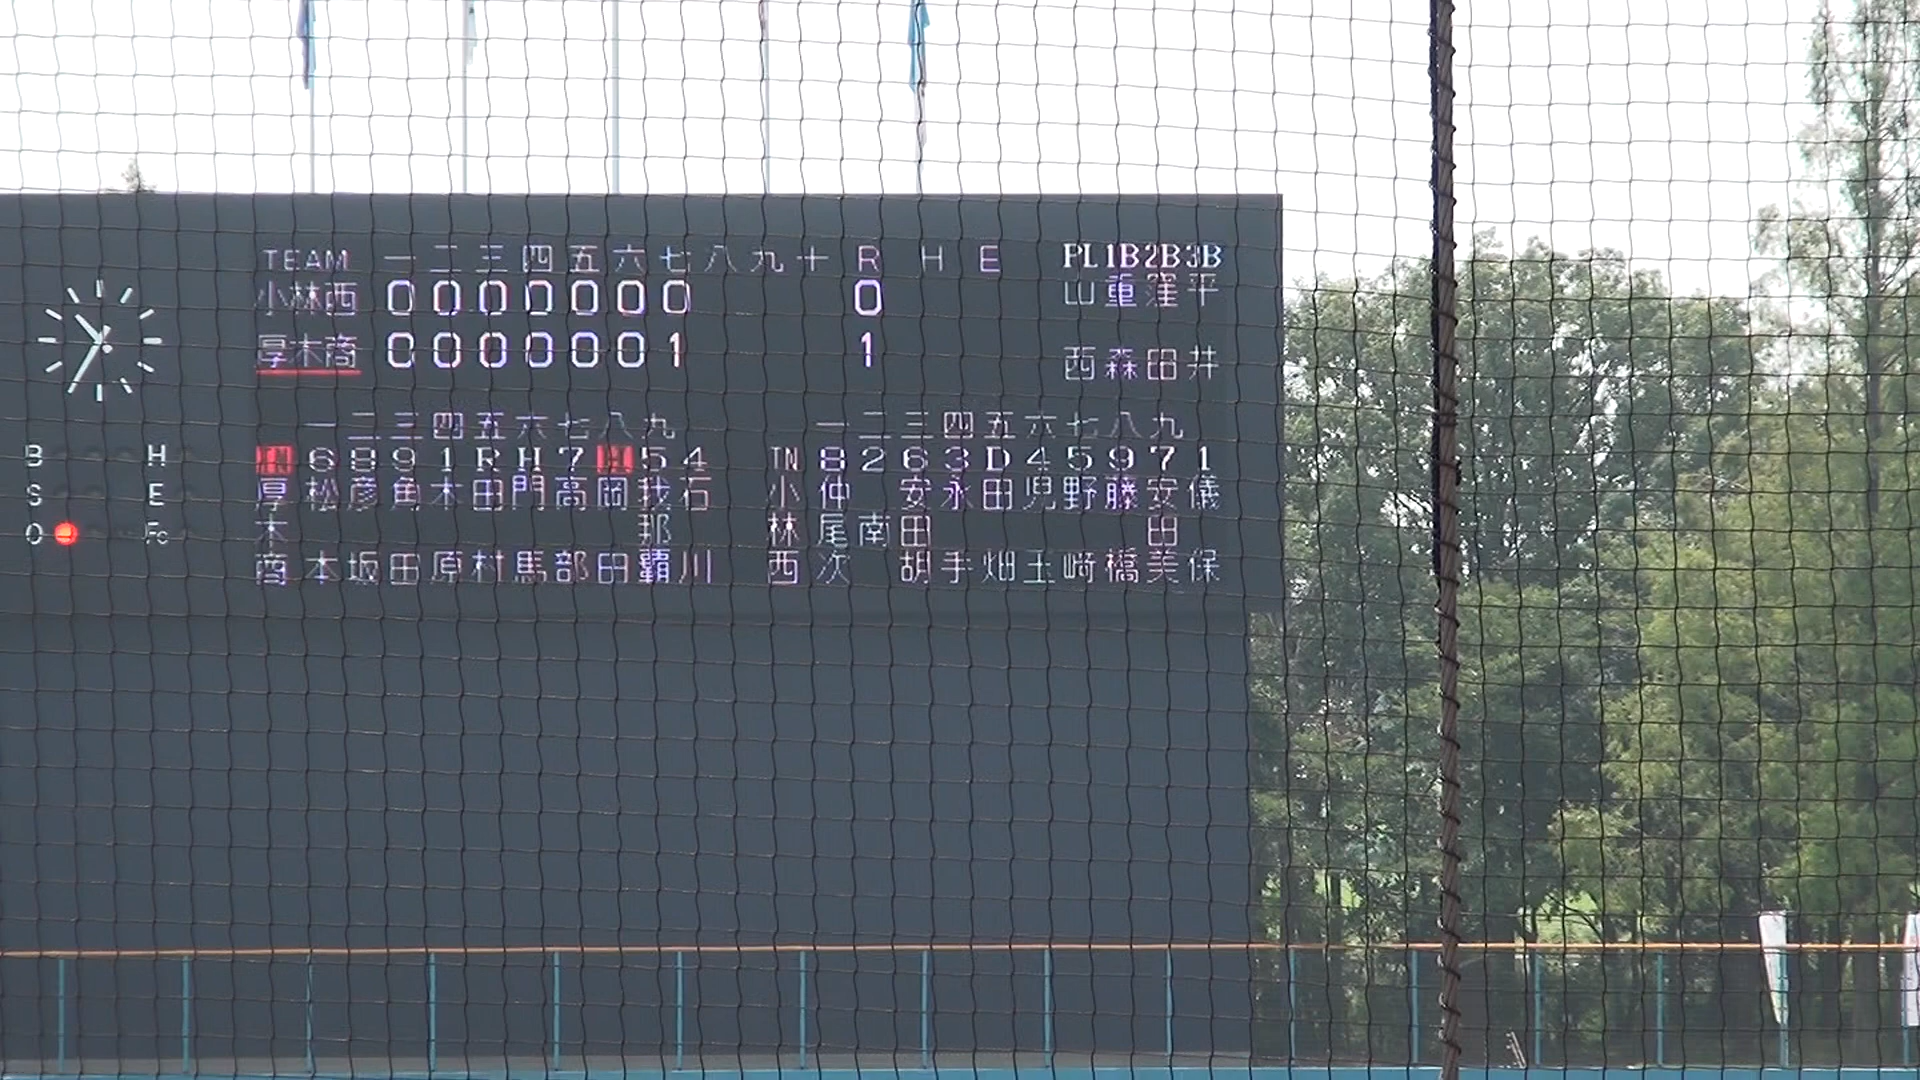 TEAM 一 二 三 四 五 六 七 八 九 十 R H E
小林西 0 0 0 0 0 0 0 0
厚木商 0 0 0 0 0 0 1 1
PL 1B 2B 3B
山 重 窪 平
西 森 田 井
B H
S E
O Fc
一 二 三 四 五 六 七 八 九
6 8 9 1 R H 7 H 5 4
厚 松 彦 角 木 田 門 高 岡 我 石
木 那
商 本 坂 田 原 村 馬 部 田 覇 川
一 二 三 四 五 六 七 八 九
IN 8 2 6 3 D 4 5 9 7 1
小 仲 安 永 田 児 野 藤 安 儀
林 尾 南 田 田
西 次 胡 手 畑 玉 崎 橋 美 保